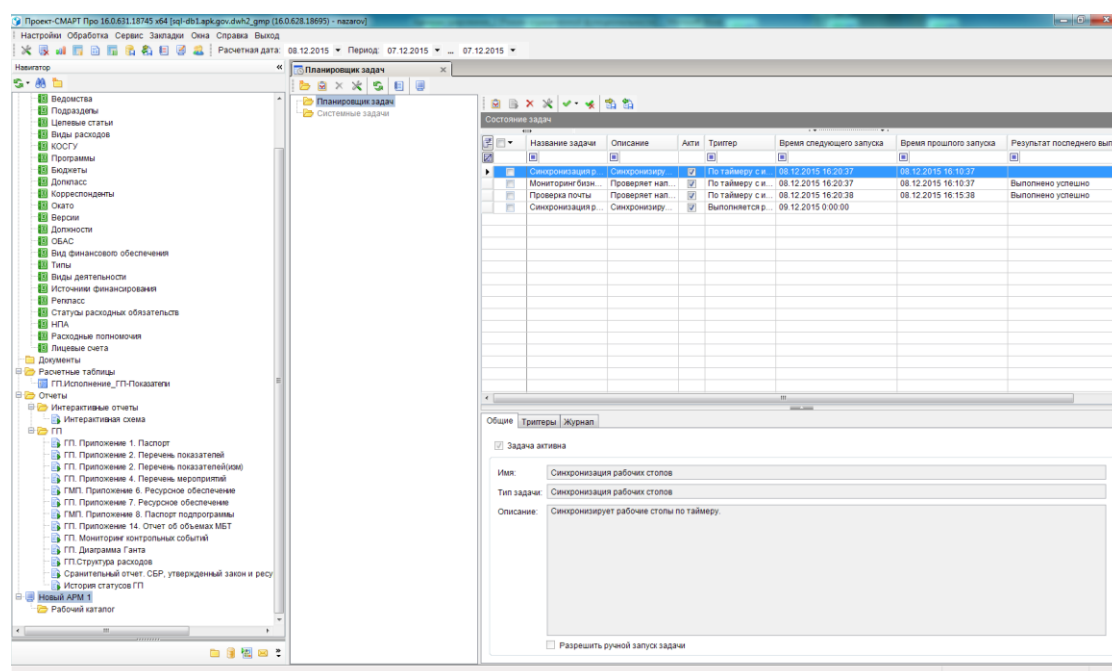 Проект-СМАРТ Про 16.0.631.18745 x64 [sql-db1.apk.gov.dwh2_gmp (16.0.628.18695) - nazarov]
Настройки Обработка Сервис Закладки Окна Справка Выход
Расчетная дата: 08.12.2015 Период: 07.12.2015 ... 07.12.2015
Навигатор
Ведомства
Подразделы
Целевые статьи
Виды расходов
КОСГУ
Программы
Бюджеты
Допкласс
Корреспонденты
Окато
Версии
Должности
ОБАС
Вид финансового обеспечения
Типы
Виды деятельности
Источники финансирования
Регкласс
Статусы расходных обязательств
НПА
Расходные полномочия
Лицевые счета
Документы
Расчетные таблицы
ГП.Исполнение_ГП-Показатели
Отчеты
Интерактивные отчеты
Интерактивная схема
ГП
ГП. Приложение 1. Паспорт
ГП. Приложение 2. Перечень показателей
ГП. Приложение 2. Перечень показателей(изм)
ГП. Приложение 4. Перечень мероприятий
ГМП. Приложение 6. Ресурсное обеспечение
ГП. Приложение 7. Ресурсное обеспечение
ГМП. Приложение 8. Паспорт подпрограммы
ГП. Приложение 14. Отчет об объемах МБТ
ГП. Мониторинг контрольных событий
ГП. Диаграмма Ганта
ГП.Структура расходов
Сранительный отчет. СБР, утвержденный закон и ресу
История статусов ГП
Новый АРМ 1
Рабочий каталог
Планировщик задач
Планировщик задач
Системные задачи
Состояние задач
Название задачи Описание Акти Триггер Время следующего запуска Время прошлого запуска Результат последнего вып
Синхронизация р... Синхронизиру... По таймеру с и... 08.12.2015 16:20:37 08.12.2015 16:10:37
Мониторинг бизн... Проверяет нап... По таймеру с и... 08.12.2015 16:20:37 08.12.2015 16:10:37 Выполнено успешно
Проверка почты Проверяет нап... По таймеру с и... 08.12.2015 16:20:38 08.12.2015 16:15:38 Выполнено успешно
Синхронизация р... Синхронизиру... Выполняется р... 09.12.2015 0:00:00
Общие Триггеры Журнал
Задача активна
Имя: Синхронизация рабочих столов
Тип задачи: Синхронизация рабочих столов
Описание: Синхронизирует рабочие столы по таймеру.
Разрешить ручной запуск задачи